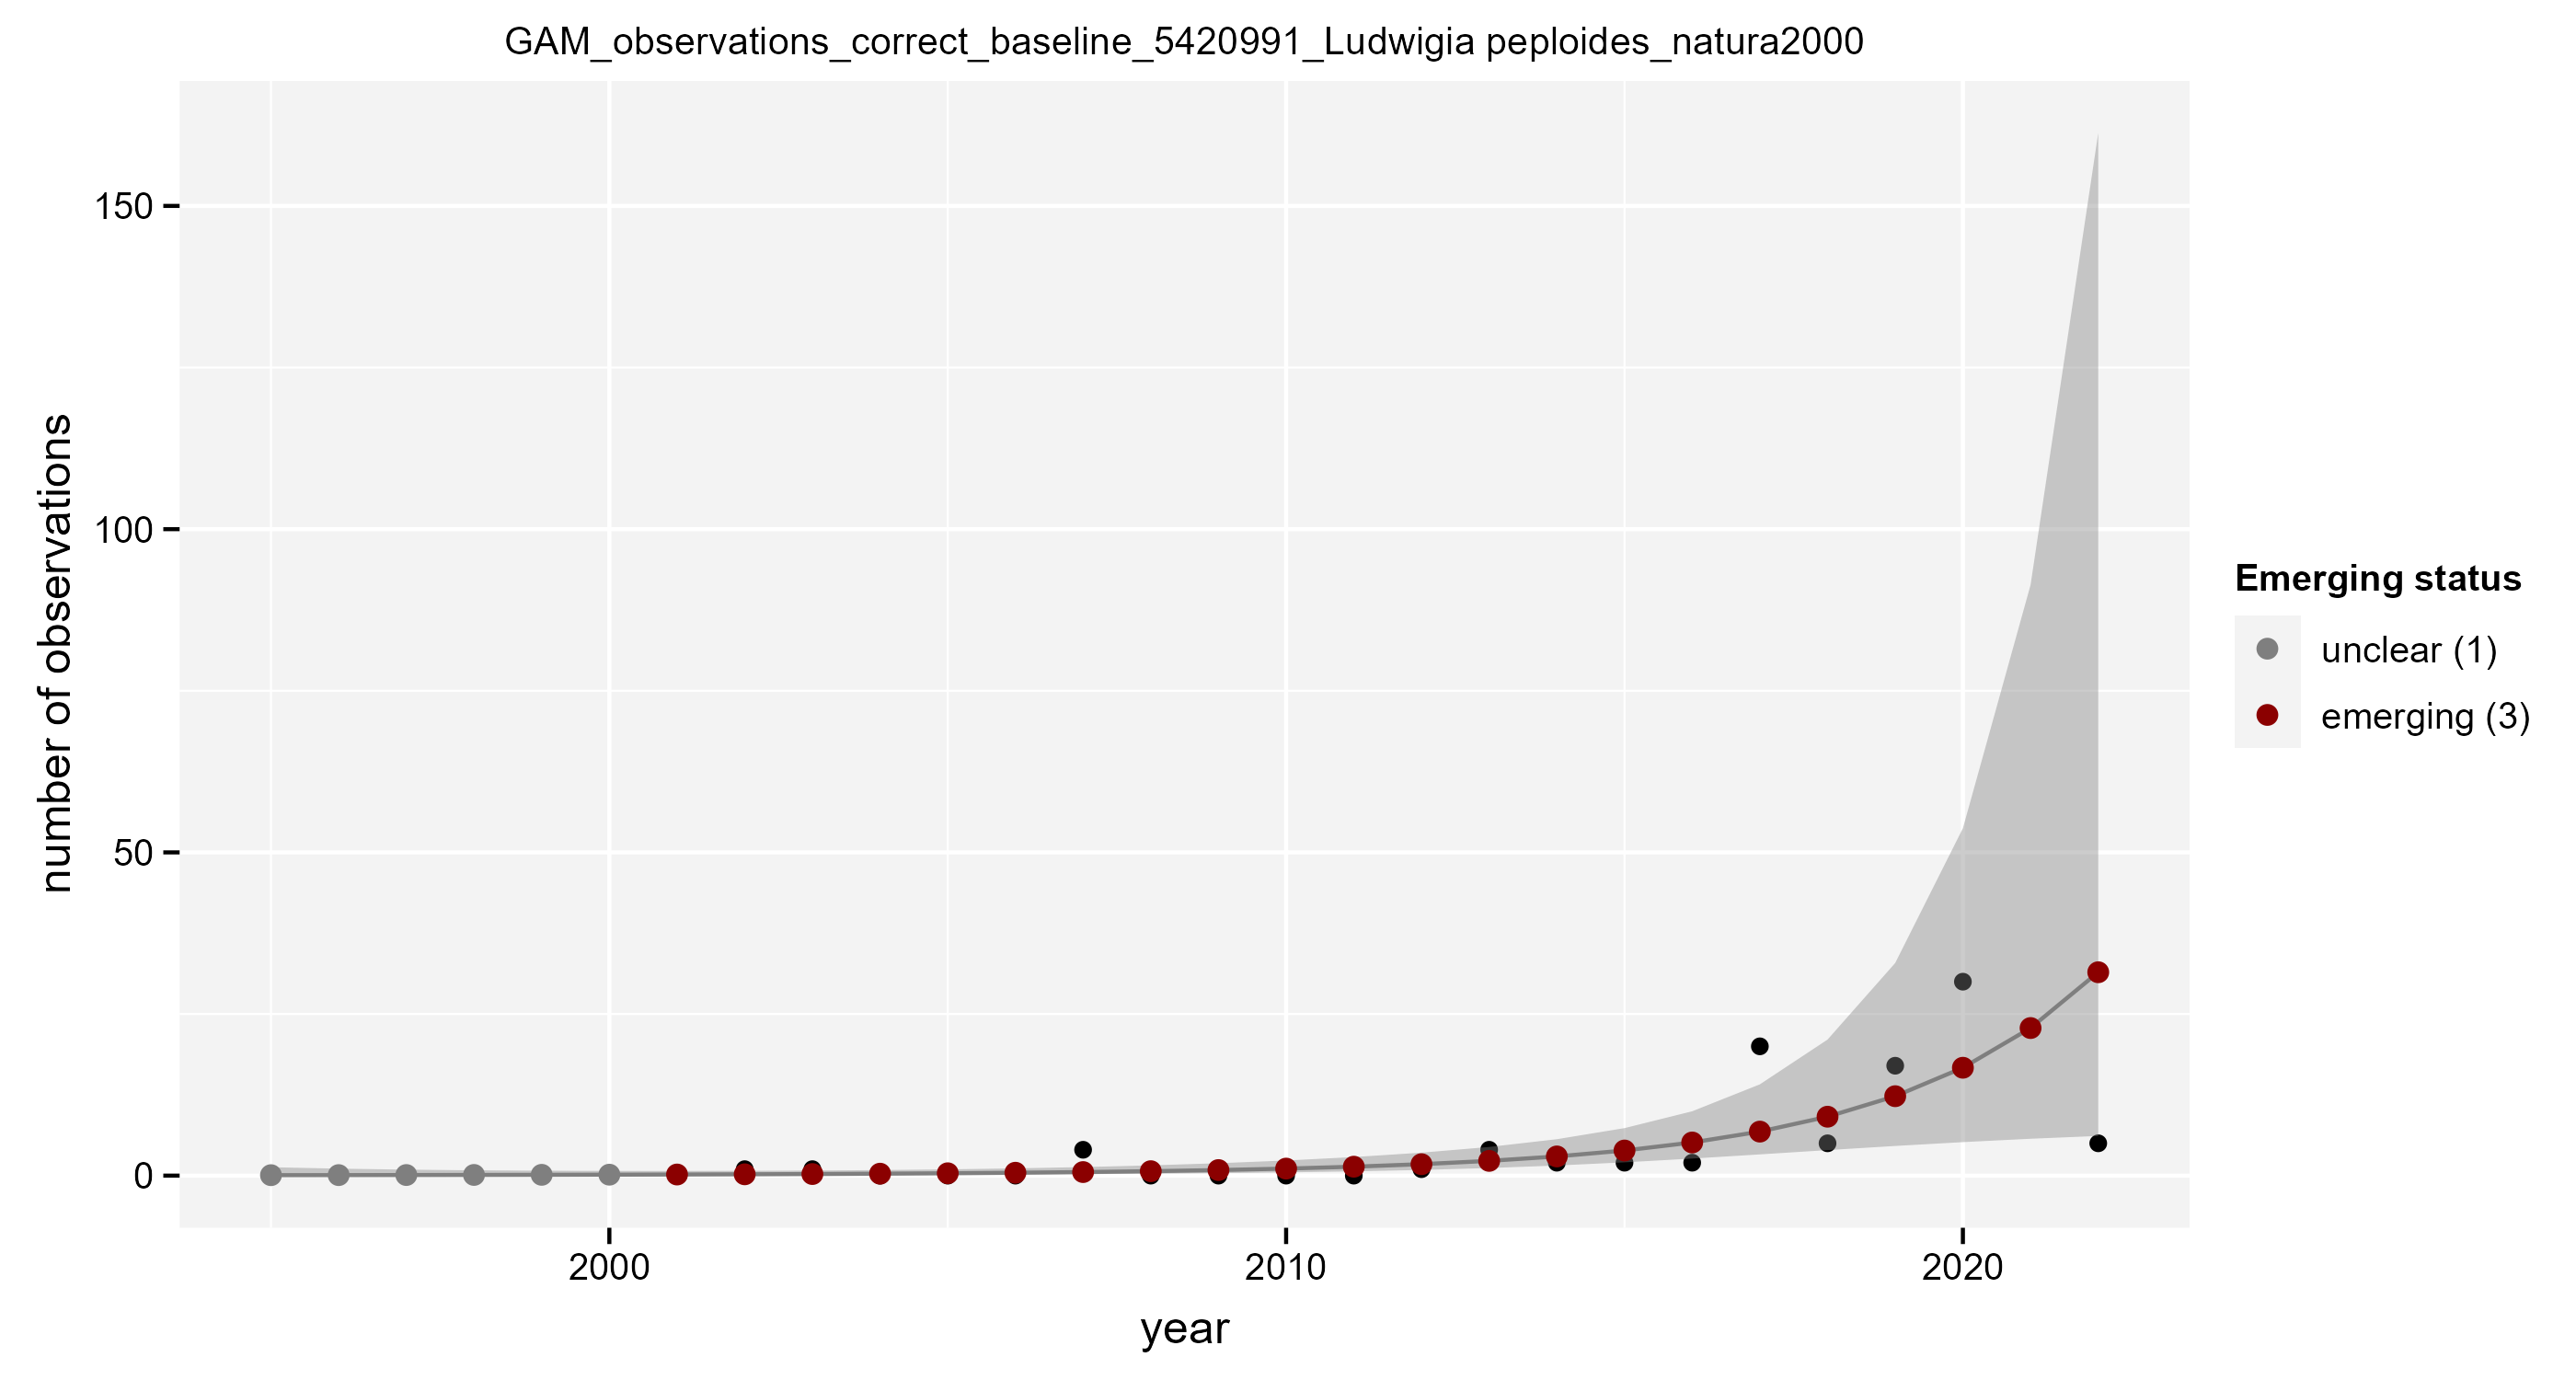 GAM_observations_correct_baseline_5420991_Ludwigia peploides_natura2000
number of observations
150
100
50
0
2000
2010
2020
year
Emerging status
unclear (1)
emerging (3)